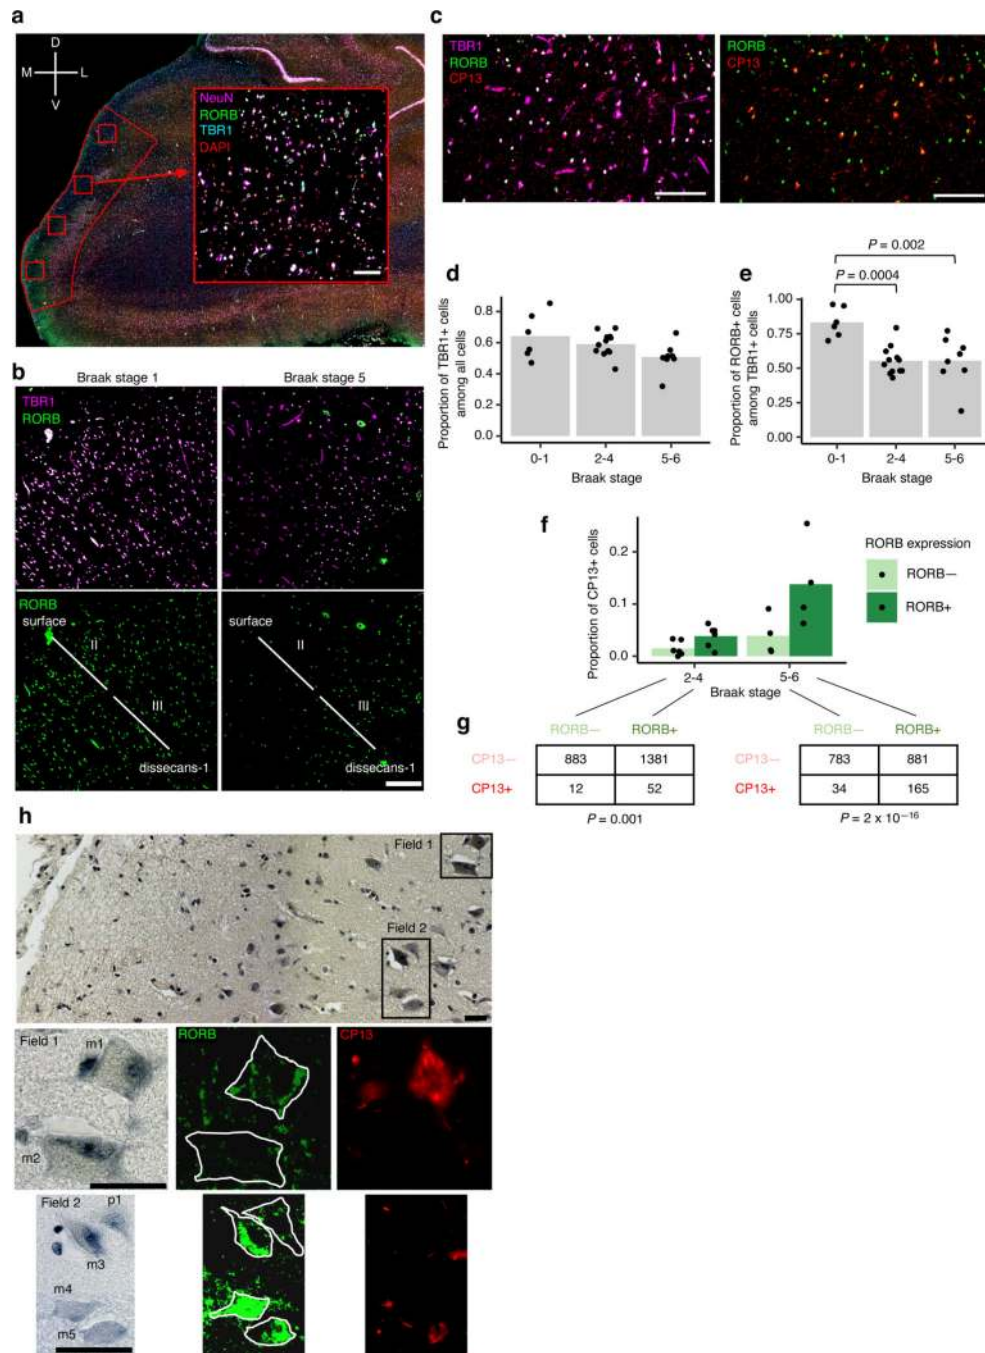 a
D
M L
V
NeuN
RORB
TBR1
DAPI
b
Braak stage 1
Braak stage 5
TBR1
RORB
RORB
surface
II
III
dissecans-1
surface
II
III
dissecans-1
c
TBR1
RORB
CP13
RORB
CP13
d
Proportion of TBR1+ cells
among all cells
0.8
0.6
0.4
0.2
0.0
0-1 2-4 5-6
Braak stage
e
P = 0.002
P = 0.0004
Proportion of RORB+ cells
among TBR1+ cells
1.00
0.75
0.50
0.25
0.00
0-1 2-4 5-6
Braak stage
f
Proportion of CP13+ cells
0.2
0.1
0.0
2-4 5-6
Braak stage
RORB expression
RORB—
RORB+
g
RORB— RORB+
CP13— 883 1381
CP13+ 12 52
P = 0.001
RORB— RORB+
CP13— 783 881
CP13+ 34 165
P = 2 x 10⁻¹⁶
h
Field 1
Field 2
Field 1
m1
m2
RORB
CP13
Field 2
p1
m3
m4
m5